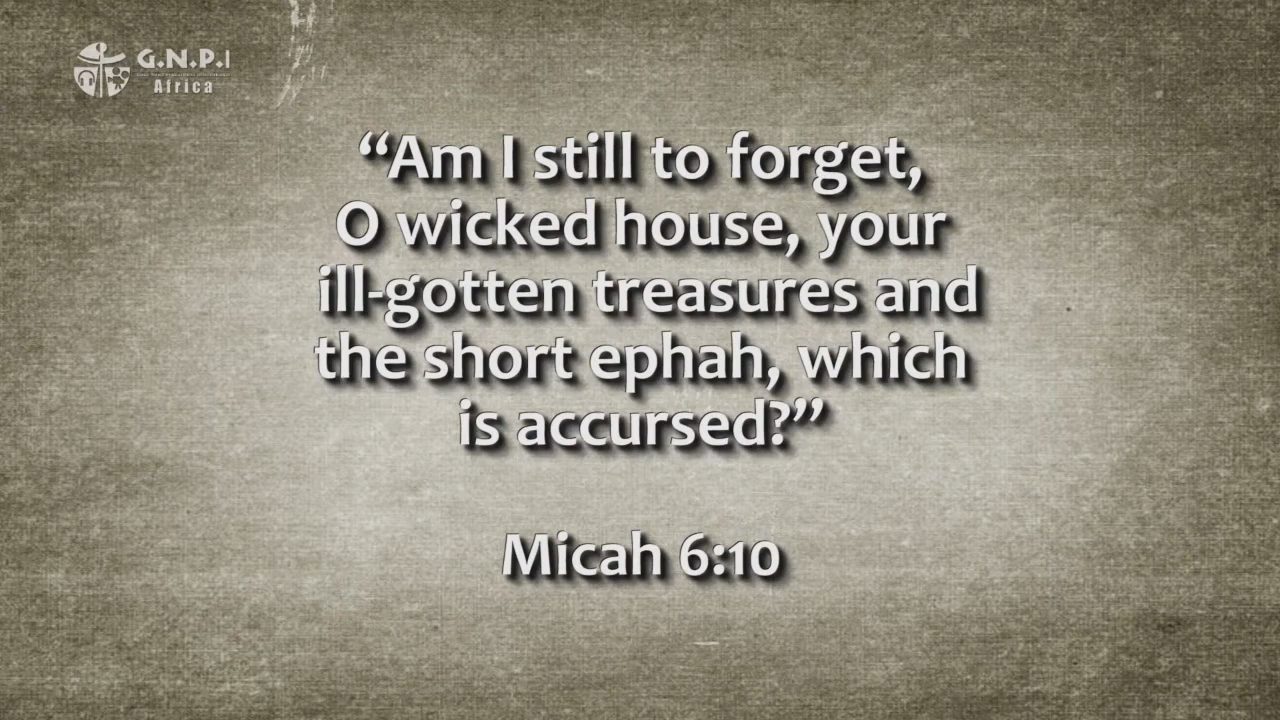 G.N.P.I
Africa
“Am I still to forget,
O wicked house, your
ill-gotten treasures and
the short ephah, which
is accursed?”
Micah 6:10